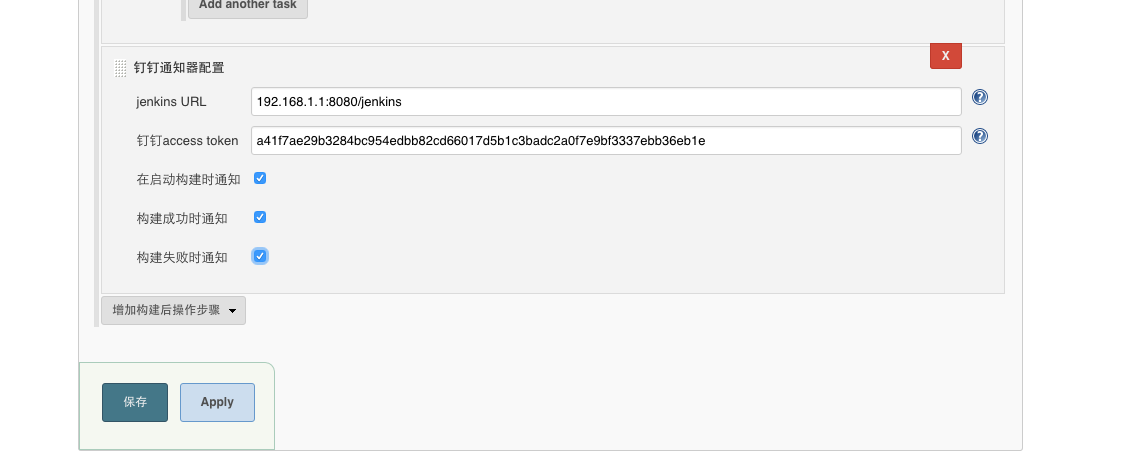 Add another task
X
钉钉通知器配置
jenkins URL
192.168.1.1:8080/jenkins
?
钉钉access token
a41f7ae29b3284bc954edbb82cd66017d5b1c3badc2a0f7e9bf3337ebb36eb1e
?
在启动构建时通知
构建成功时通知
构建失败时通知
增加构建后操作步骤
保存
Apply